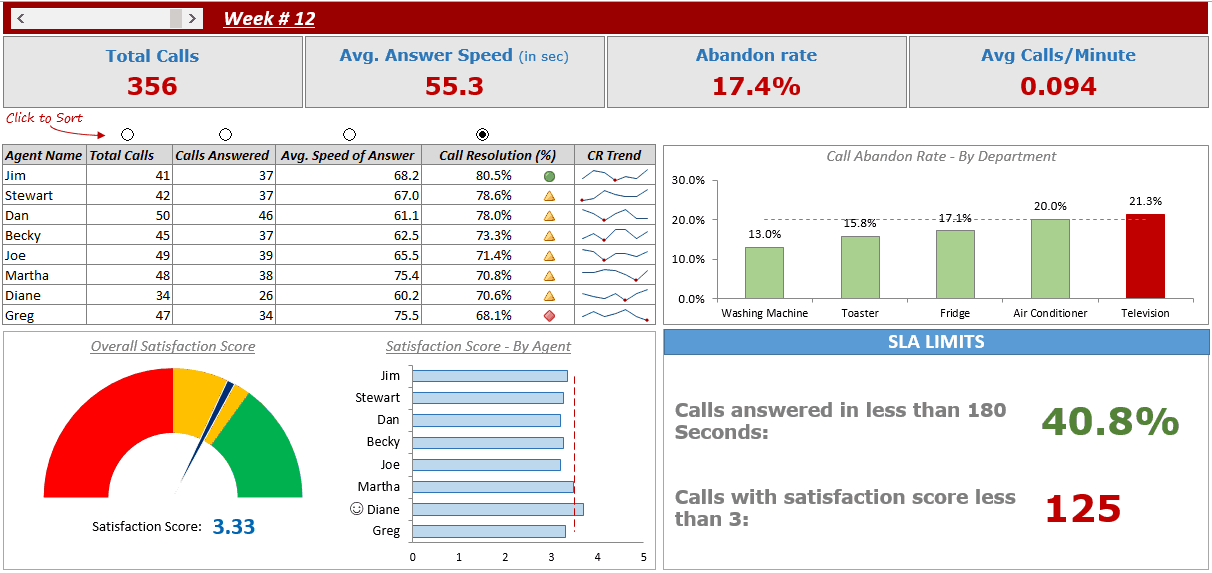 Week # 12
Total Calls
356
Avg. Answer Speed (in sec)
55.3
Abandon rate
17.4%
Avg Calls/Minute
0.094
Click to Sort
Agent Name Total Calls Calls Answered Avg. Speed of Answer Call Resolution (%) CR Trend
Jim 41 37 68.2 80.5%
Stewart 42 37 67.0 78.6%
Dan 50 46 61.1 78.0%
Becky 45 37 62.5 73.3%
Joe 49 39 65.5 71.4%
Martha 48 38 75.4 70.8%
Diane 34 26 60.2 70.6%
Greg 47 34 75.5 68.1%
Call Abandon Rate - By Department
30.0%
20.0%
10.0%
0.0%
13.0%
15.8%
17.1%
20.0%
21.3%
Washing Machine Toaster Fridge Air Conditioner Television
Overall Satisfaction Score
Satisfaction Score: 3.33
Satisfaction Score - By Agent
Jim
Stewart
Dan
Becky
Joe
Martha
Diane
Greg
0 1 2 3 4 5
SLA LIMITS
Calls answered in less than 180
Seconds:
40.8%
Calls with satisfaction score less
than 3:
125